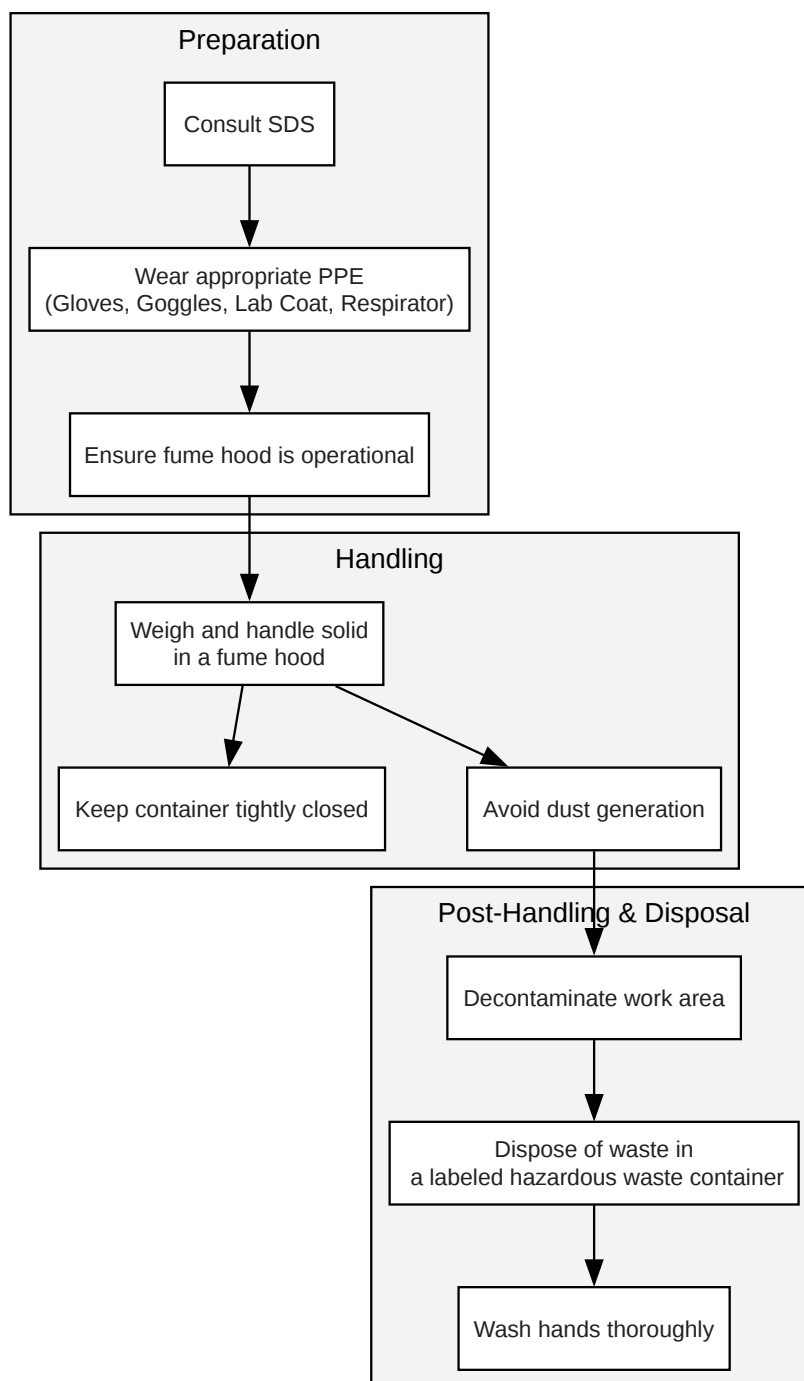 Preparation
Consult SDS
Wear appropriate PPE
(Gloves, Goggles, Lab Coat, Respirator)
Ensure fume hood is operational
Handling
Weigh and handle solid
in a fume hood
Keep container tightly closed
Avoid dust generation
Post-Handling & Disposal
Decontaminate work area
Dispose of waste in
a labeled hazardous waste container
Wash hands thoroughly